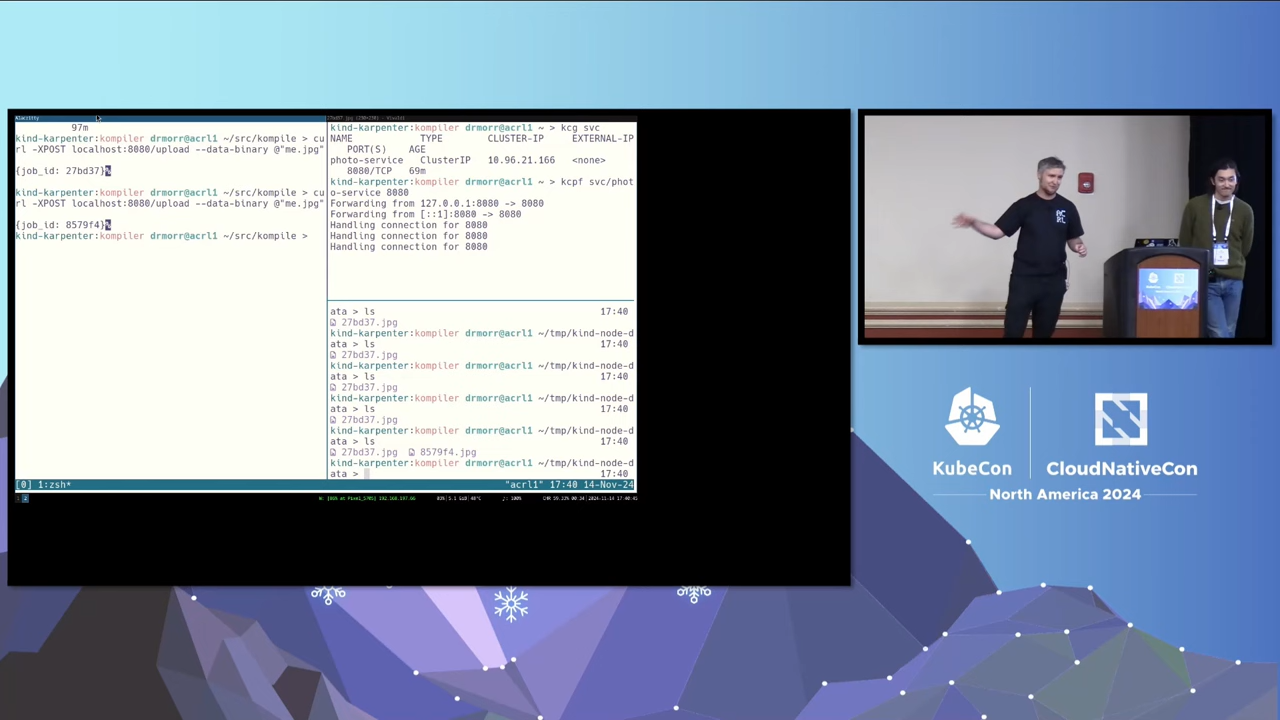 Alacritty
97m
kind-karpenter:kompiler drmorr@acrl1 ~/src/kompile > cu
rl -XPOST localhost:8080/upload --data-binary @"me.jpg"
{job_id: 27bd37}%
kind-karpenter:kompiler drmorr@acrl1 ~/src/kompile > cu
rl -XPOST localhost:8080/upload --data-binary @"me.jpg"
{job_id: 8579f4}%
kind-karpenter:kompiler drmorr@acrl1 ~/src/kompile >
kind-karpenter:kompiler drmorr@acrl1 ~ > kcg svc
NAME TYPE CLUSTER-IP EXTERNAL-IP
PORT(S) AGE
photo-service ClusterIP 10.96.21.166 <none>
8080/TCP 69m
kind-karpenter:kompiler drmorr@acrl1 ~ > kcpf svc/phot
o-service 8080
Forwarding from 127.0.0.1:8080 -> 8080
Forwarding from [::1]:8080 -> 8080
Handling connection for 8080
Handling connection for 8080
Handling connection for 8080
ata > ls 17:40
27bd37.jpg
kind-karpenter:kompiler drmorr@acrl1 ~/tmp/kind-node-d
ata > ls 17:40
27bd37.jpg
kind-karpenter:kompiler drmorr@acrl1 ~/tmp/kind-node-d
ata > ls 17:40
27bd37.jpg
kind-karpenter:kompiler drmorr@acrl1 ~/tmp/kind-node-d
ata > ls 17:40
27bd37.jpg
kind-karpenter:kompiler drmorr@acrl1 ~/tmp/kind-node-d
ata > ls 17:40
27bd37.jpg 8579f4.jpg
kind-karpenter:kompiler drmorr@acrl1 ~/tmp/kind-node-d
ata > 17:40
[0] 1:zsh* "acrl1" 17:40 14-Nov-24
ACRL
KubeCon
CloudNativeCon
North America 2024